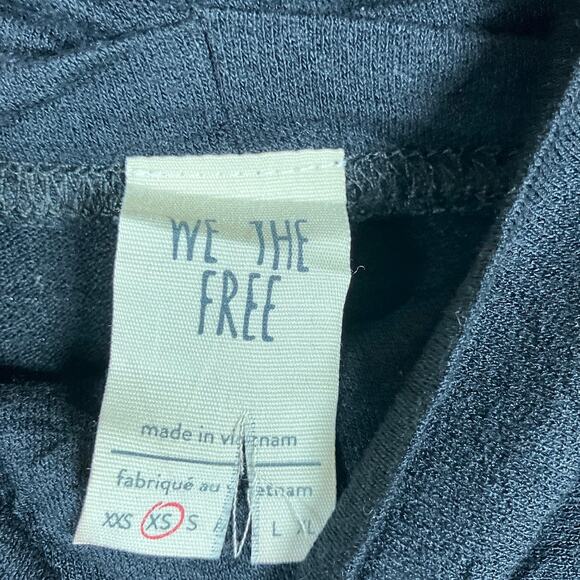 WE THE
FREE
made in vietnam
fabriqué au vietnam
XXS XS S L XL